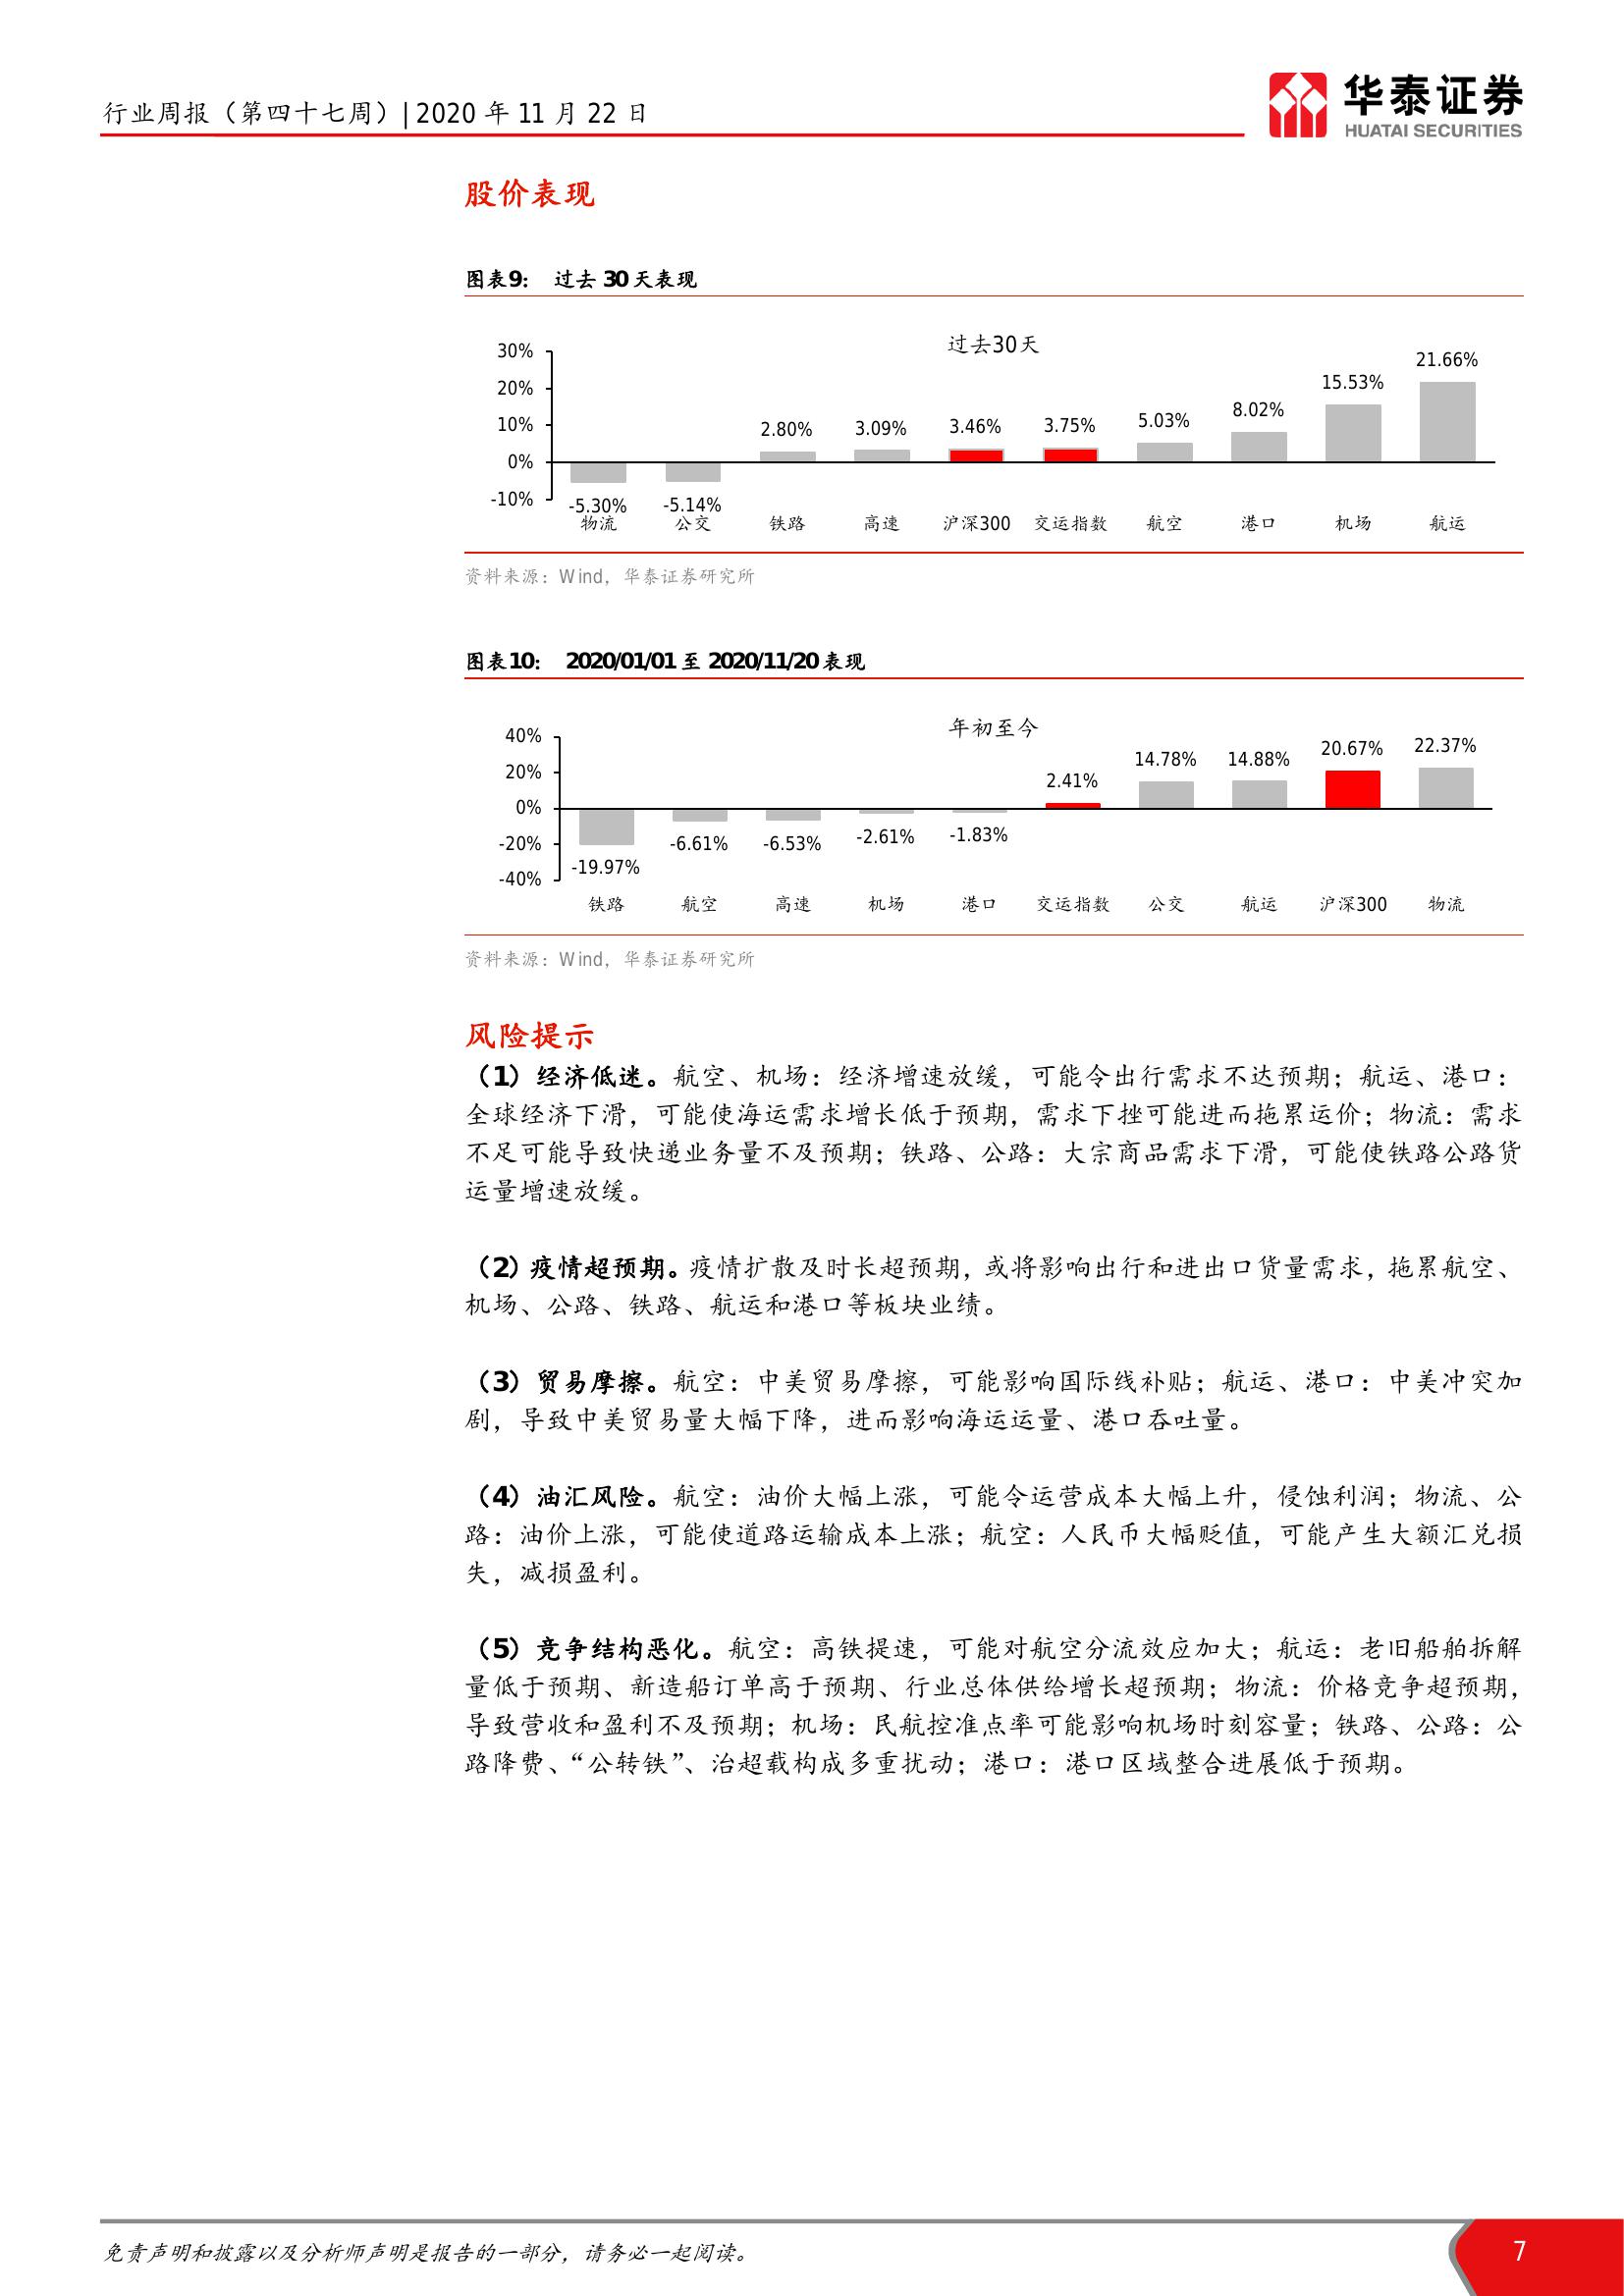 行业周报（第四十七周）| 2020 年 11 月 22 日
华泰证券
HUATAI SECURITIES
股价表现
图表9： 过去 30 天表现
过去30天
30%
20%
10%
0%
-10%
-5.30%
-5.14%
2.80%
3.09%
3.46%
3.75%
5.03%
8.02%
15.53%
21.66%
物流 公交 铁路 高速 沪深300 交运指数 航空 港口 机场 航运
资料来源：Wind，华泰证券研究所
图表10： 2020/01/01 至 2020/11/20 表现
年初至今
40%
20%
0%
-20%
-40%
-19.97%
-6.61%
-6.53%
-2.61%
-1.83%
2.41%
14.78%
14.88%
20.67%
22.37%
铁路 航空 高速 机场 港口 交运指数 公交 航运 沪深300 物流
资料来源：Wind，华泰证券研究所
风险提示
（1）经济低迷。航空、机场：经济增速放缓，可能令出行需求不达预期；航运、港口：
全球经济下滑，可能使海运需求增长低于预期，需求下挫可能进而拖累运价；物流：需求
不足可能导致快递业务量不及预期；铁路、公路：大宗商品需求下滑，可能使铁路公路货
运量增速放缓。
（2）疫情超预期。疫情扩散及时长超预期，或将影响出行和进出口货量需求，拖累航空、
机场、公路、铁路、航运和港口等板块业绩。
（3）贸易摩擦。航空：中美贸易摩擦，可能影响国际线补贴；航运、港口：中美冲突加
剧，导致中美贸易量大幅下降，进而影响海运运量、港口吞吐量。
（4）油汇风险。航空：油价大幅上涨，可能令运营成本大幅上升，侵蚀利润；物流、公
路：油价上涨，可能使道路运输成本上涨；航空：人民币大幅贬值，可能产生大额汇兑损
失，减损盈利。
（5）竞争结构恶化。航空：高铁提速，可能对航空分流效应加大；航运：老旧船舶拆解
量低于预期、新造船订单高于预期、行业总体供给增长超预期；物流：价格竞争超预期，
导致营收和盈利不及预期；机场：民航控准点率可能影响机场时刻容量；铁路、公路：公
路降费、“公转铁”、治超载构成多重扰动；港口：港口区域整合进展低于预期。
免责声明和披露以及分析师声明是报告的一部分，请务必一起阅读。
7